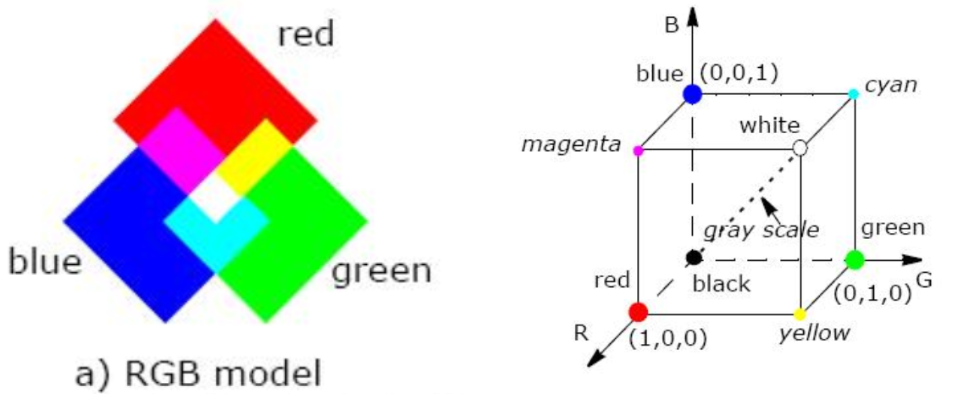 red
blue
green
a) RGB model
B
blue
(0,0,1)
cyan
white
magenta
gray scale
green
red
black
(0,1,0)
G
R
(1,0,0)
yellow